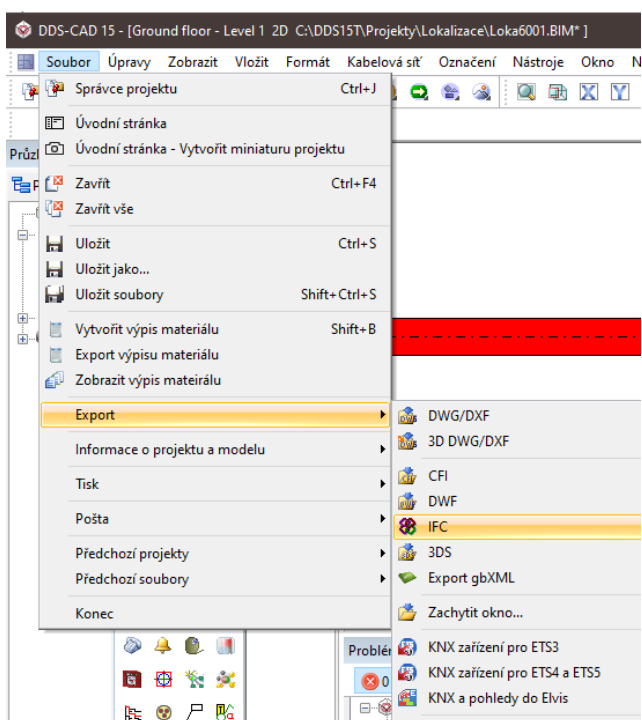 DDS-CAD 15 - [Ground floor - Level 1 2D C:\DDS15T\Projekty\Lokalizace\Loka6001.BIM* ]
Soubor Úpravy Zobrazit Vložit Formát Kabelová síť Označení Nástroje Okno N
Správce projektu Ctrl+J
X Y
Úvodní stránka
Úvodní stránka - Vytvořit miniaturu projektu
Průzl
Zavřít Ctrl+F4
Zavřít vše
Uložit Ctrl+S
Uložit jako...
Uložit soubory Shift+Ctrl+S
Vytvořit výpis materiálu Shift+B
Export výpisu materiálu
Zobrazit výpis mateirálu
Export
Informace o projektu a modelu
Tisk
Pošta
Předchozí projekty
Předchozí soubory
Konec
DWG/DXF
3D DWG/DXF
CFI
DWF
IFC
3DS
Export gbXML
Zachytit okno...
KNX zařízení pro ETS3
KNX zařízení pro ETS4 a ETS5
KNX a pohledy do Elvis
Problé
0